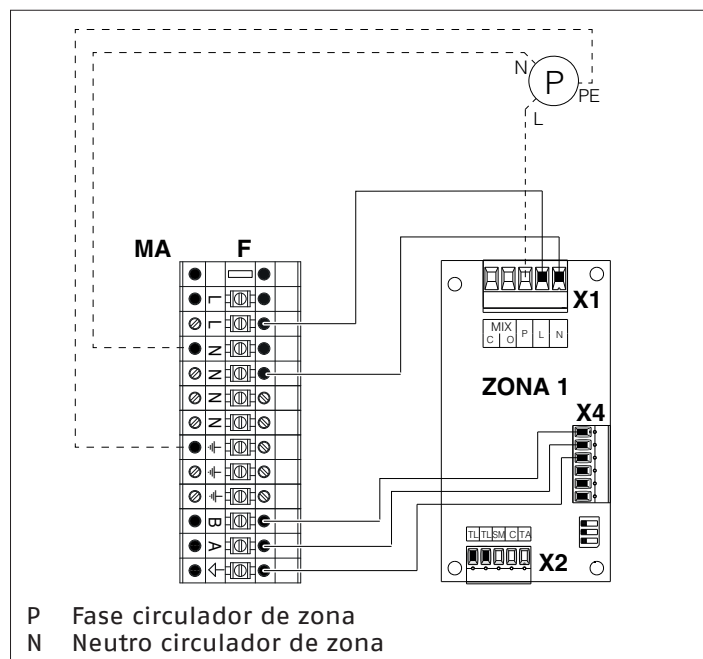 N
P
PE
L
MA F
L
L
N
N
N
N
B
A
X1
MIX
C O P L N
ZONA 1
X4
TL TL SM C TA
X2
P Fase circulador de zona
N Neutro circulador de zona